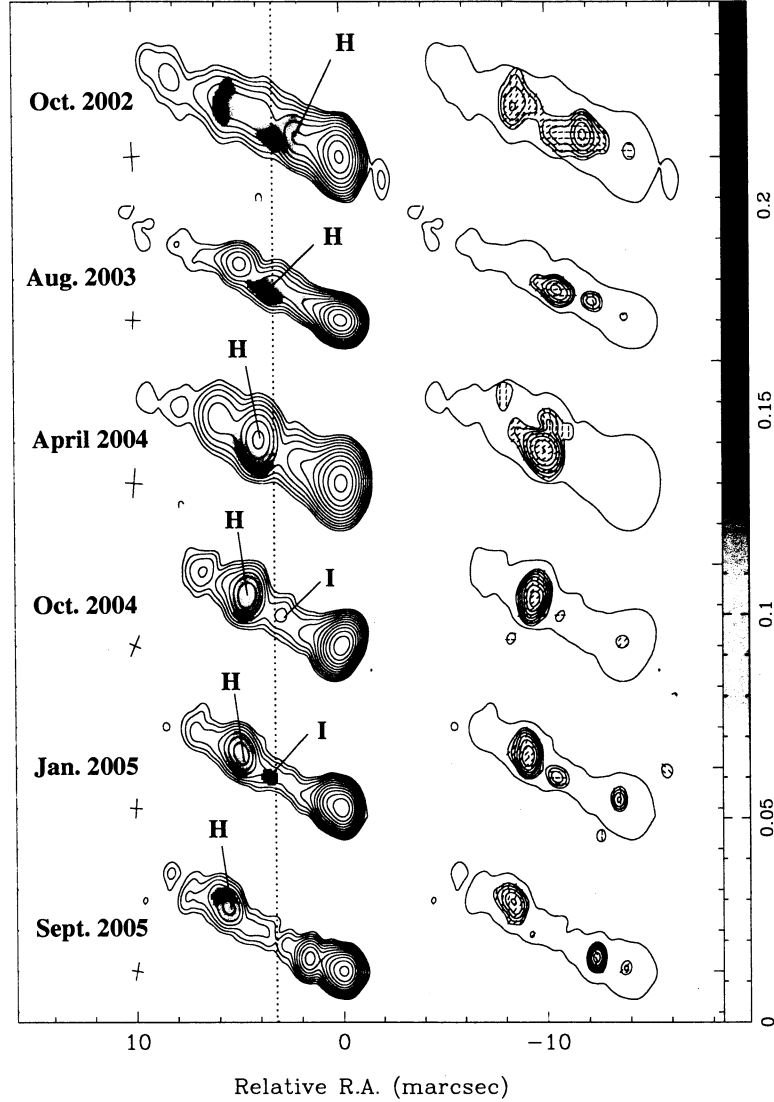 H
Oct. 2002
H
Aug. 2003
H
April 2004
H
I
Oct. 2004
H
I
Jan. 2005
H
Sept. 2005
10 0 −10
Relative R.A. (marcsec)
0 0.05 0.1 0.15 0.2